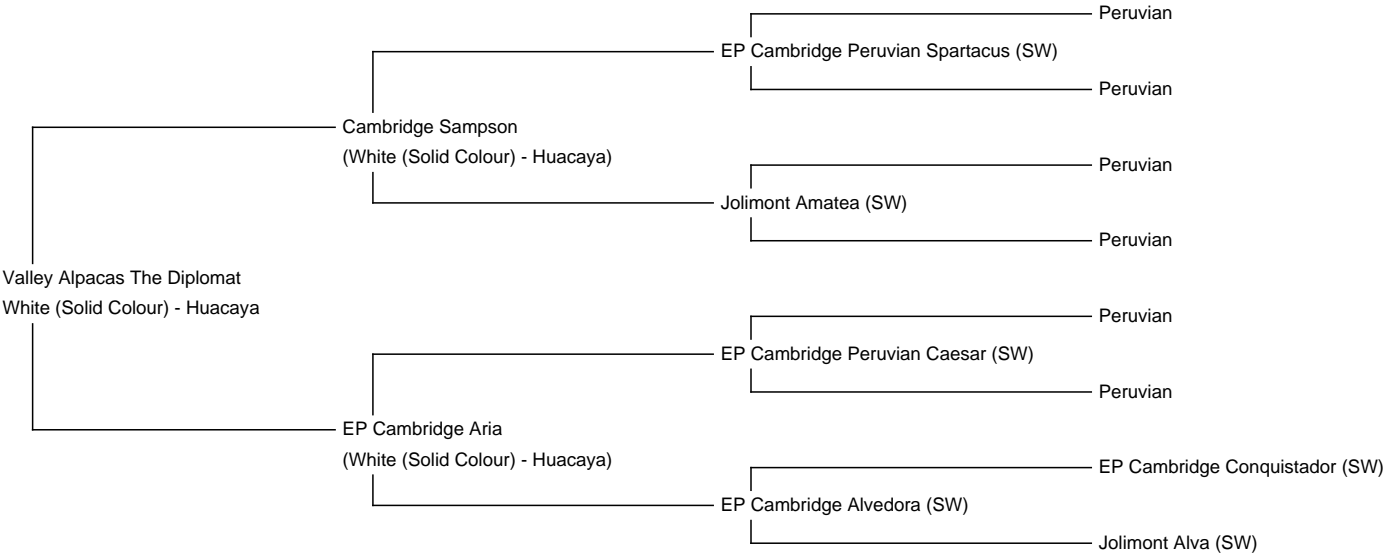 Peruvian
EP Cambridge Peruvian Spartacus (SW)
Peruvian
Cambridge Sampson
(White (Solid Colour) - Huacaya)
Peruvian
Jolimont Amatea (SW)
Peruvian
Valley Alpacas The Diplomat
White (Solid Colour) - Huacaya
Peruvian
EP Cambridge Peruvian Caesar (SW)
Peruvian
EP Cambridge Aria
(White (Solid Colour) - Huacaya)
EP Cambridge Conquistador (SW)
EP Cambridge Alvedora (SW)
Jolimont Alva (SW)